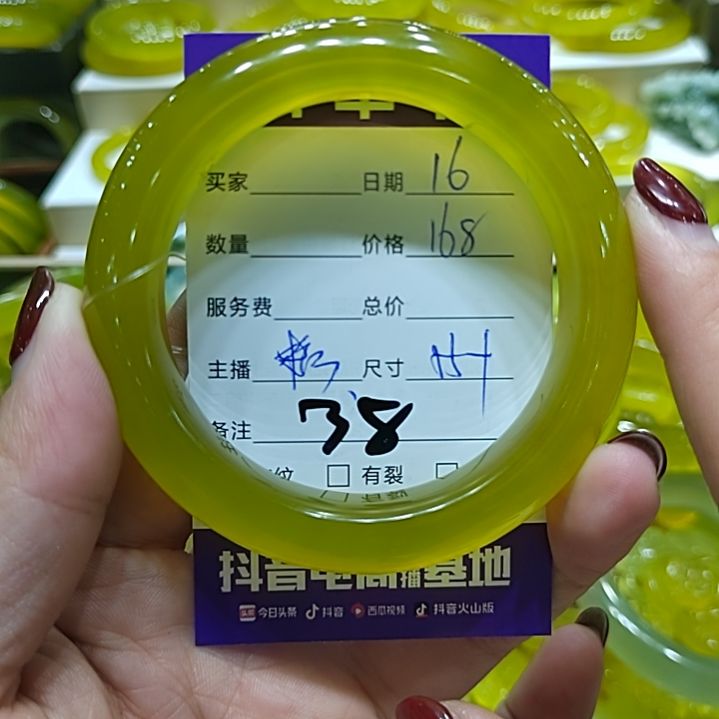 买家 日期 16
数量 价格 168
服务费 总价
主播 尺寸
备注 38
纹 有裂
抖音电商直播基地
今日头条 抖音 西瓜视频 抖音火山版